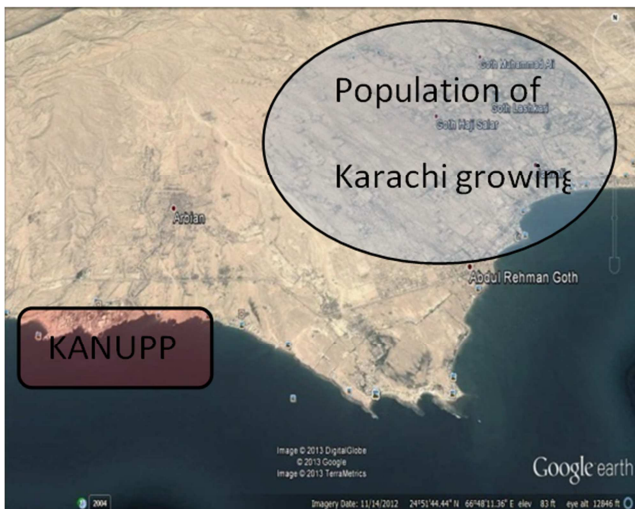 N
Goth Muhammad Ali
Population of
Goth Lashkari
Goth Haji Salar
Karachi growing
Arbian
Abdul Rehman Goth
KANUPP
Image © 2013 DigitalGlobe
© 2013 Google
Image © 2013 TerraMetrics
Google earth
2004
Imagery Date: 11/14/2012 24°51'44.44" N 66°48'11.36" E elev 83 ft eye alt 12846 ft